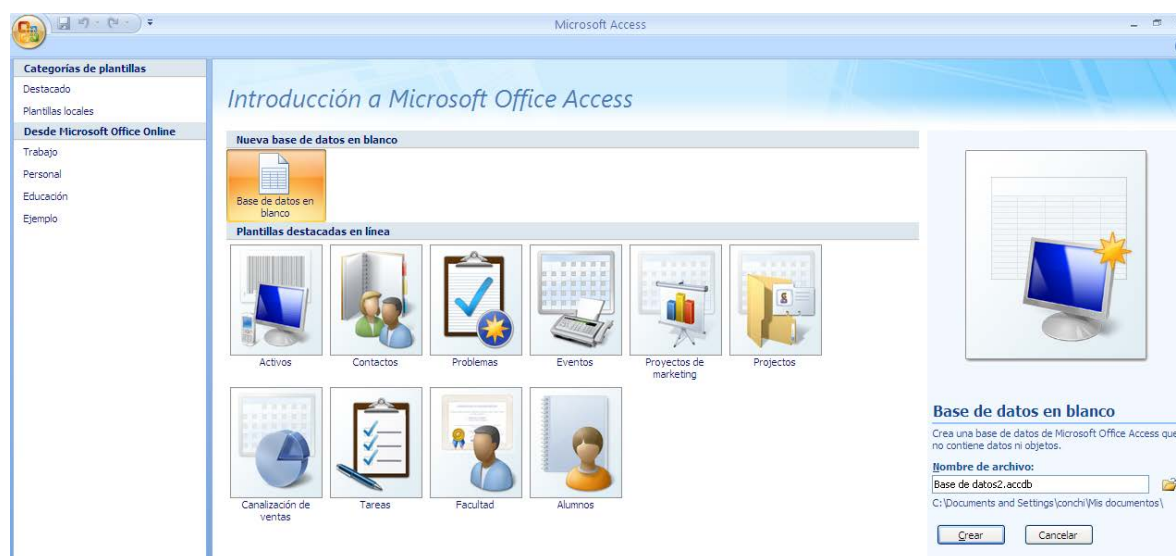 Microsoft Access
Categorías de plantillas
Destacado
Plantillas locales
Desde Microsoft Office Online
Trabajo
Personal
Educación
Ejemplo
Introducción a Microsoft Office Access
Nueva base de datos en blanco
Base de datos en
blanco
Plantillas destacadas en línea
Activos
Contactos
Problemas
Eventos
Proyectos de
marketing
Projectos
Canalización de
ventas
Tareas
Facultad
Alumnos
Base de datos en blanco
Crea una base de datos de Microsoft Office Access que
no contiene datos ni objetos.
Nombre de archivo:
Base de datos2.accdb
C:\Documents and Settings\conchi\Mis documentos\
Crear
Cancelar